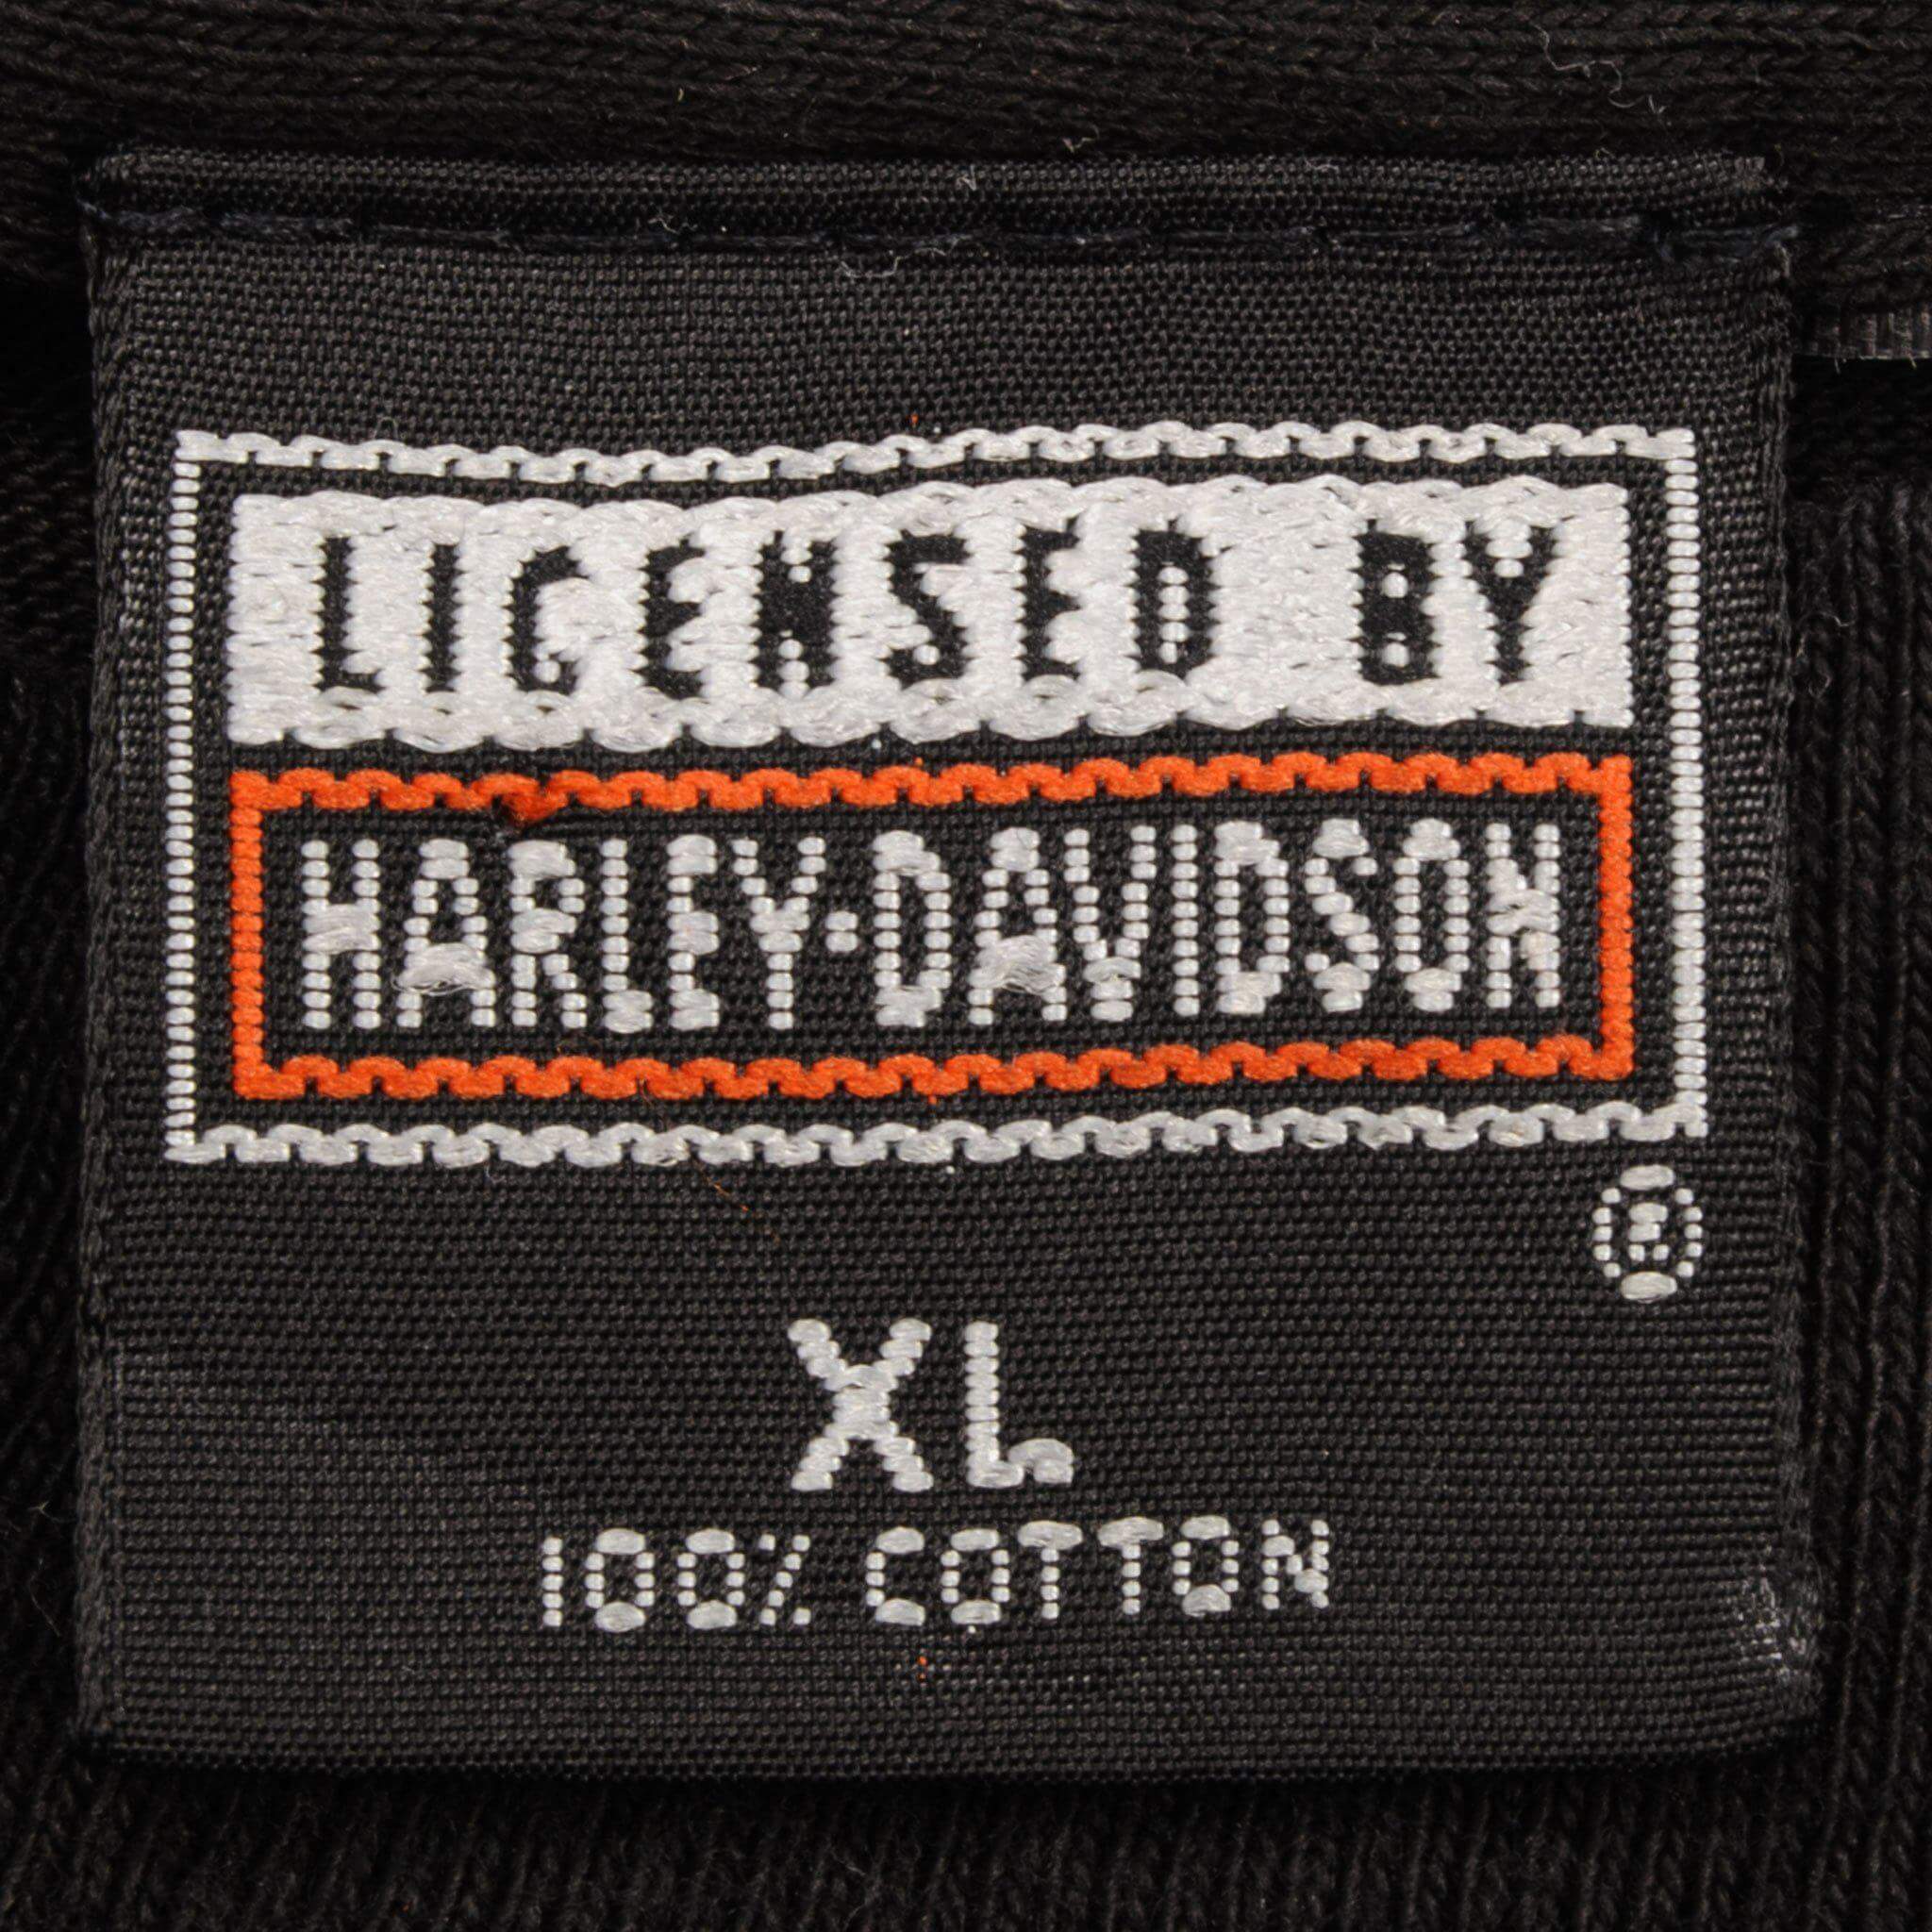 LICENSED BY
HARLEY·DAVIDSON
®
XL
100% COTTON